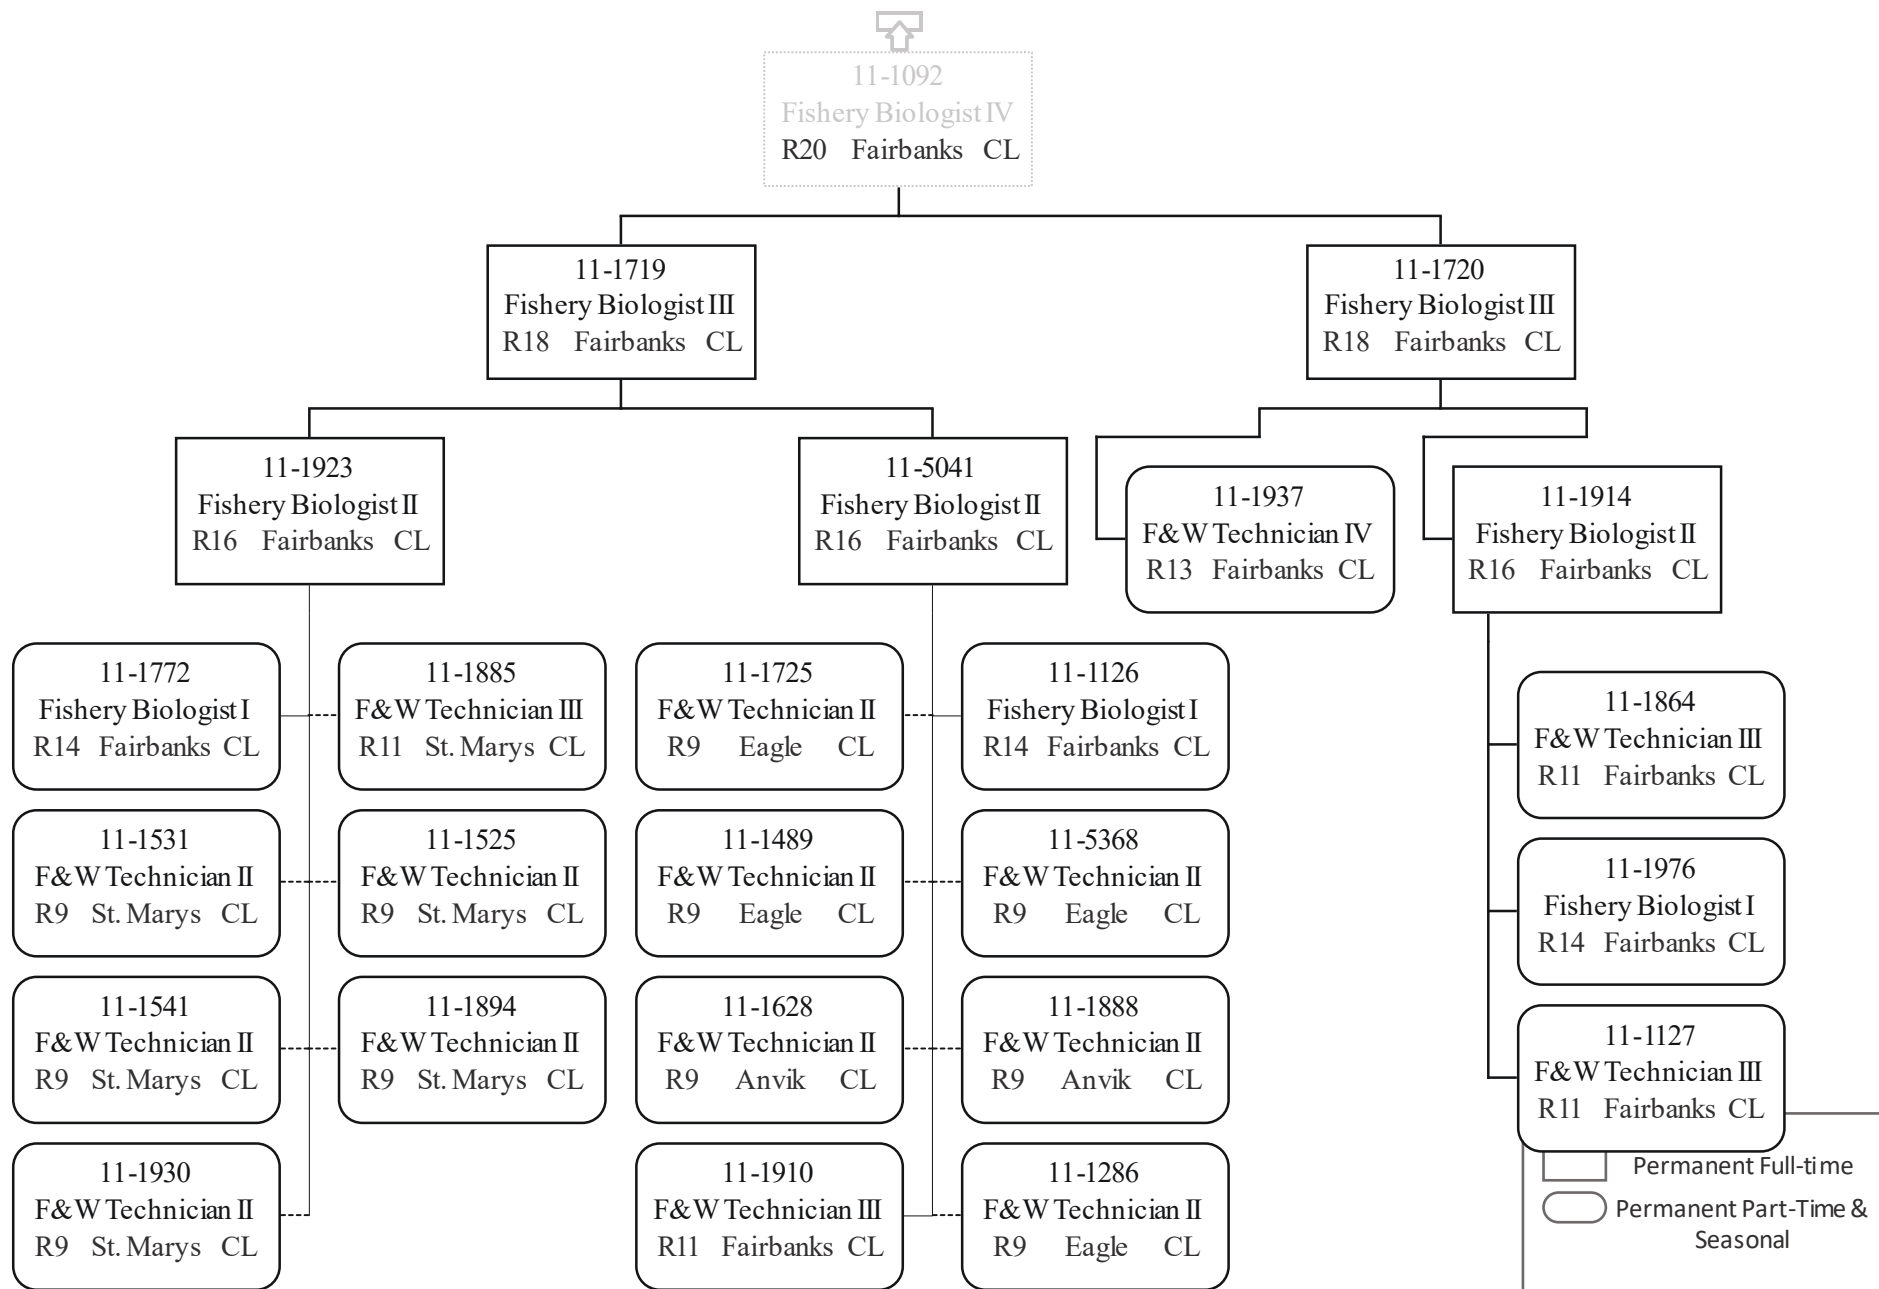 11-1092
Fishery Biologist IV
R20 Fairbanks CL
11-1719
Fishery Biologist III
R18 Fairbanks CL
11-1720
Fishery Biologist III
R18 Fairbanks CL
11-1923
Fishery Biologist II
R16 Fairbanks CL
11-5041
Fishery Biologist II
R16 Fairbanks CL
11-1937
F&W Technician IV
R13 Fairbanks CL
11-1914
Fishery Biologist II
R16 Fairbanks CL
11-1772
Fishery Biologist I
R14 Fairbanks CL
11-1885
F&W Technician III
R11 St. Marys CL
11-1725
F&W Technician II
R9 Eagle CL
11-1126
Fishery Biologist I
R14 Fairbanks CL
11-1864
F&W Technician III
R11 Fairbanks CL
11-1531
F&W Technician II
R9 St. Marys CL
11-1525
F&W Technician II
R9 St. Marys CL
11-1489
F&W Technician II
R9 Eagle CL
11-5368
F&W Technician II
R9 Eagle CL
11-1976
Fishery Biologist I
R14 Fairbanks CL
11-1541
F&W Technician II
R9 St. Marys CL
11-1894
F&W Technician II
R9 St. Marys CL
11-1628
F&W Technician II
R9 Anvik CL
11-1888
F&W Technician II
R9 Anvik CL
11-1127
F&W Technician III
R11 Fairbanks CL
11-1930
F&W Technician II
R9 St. Marys CL
11-1910
F&W Technician III
R11 Fairbanks CL
11-1286
F&W Technician II
R9 Eagle CL
Permanent Full-time
Permanent Part-Time &
Seasonal